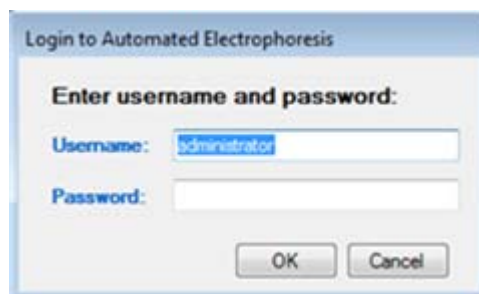 Login to Automated Electrophoresis
Enter username and password:
Username: administrator
Password:
OK Cancel